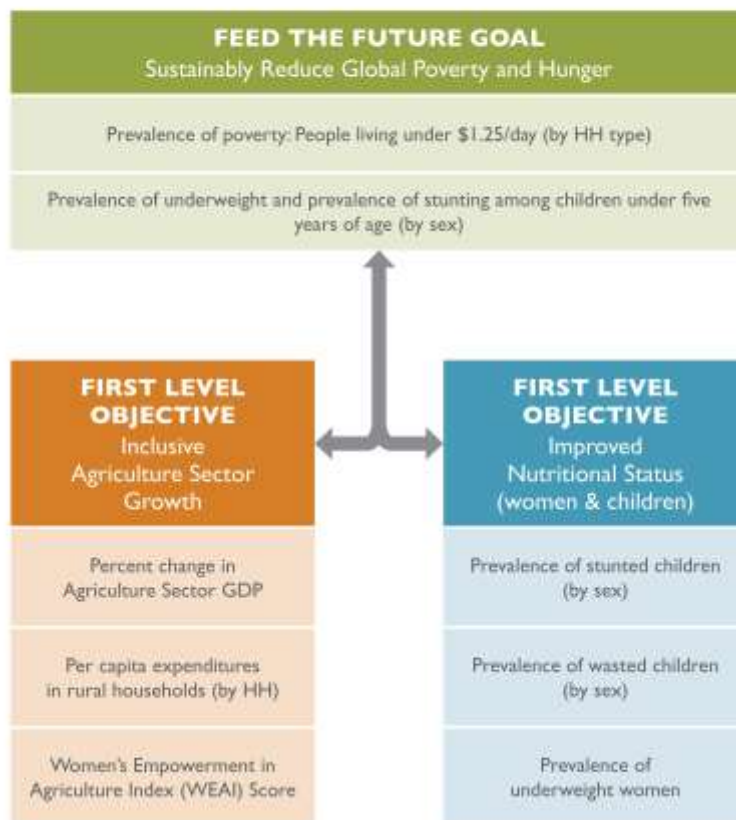 FEED THE FUTURE GOAL
Sustainably Reduce Global Poverty and Hunger
Prevalence of poverty: People living under $1.25/day (by HH type)
Prevalence of underweight and prevalence of stunting among children under five
years of age (by sex)
FIRST LEVEL
OBJECTIVE
Inclusive
Agriculture Sector
Growth
Percent change in
Agriculture Sector GDP
Per capita expenditures
in rural households (by HH)
Women's Empowerment in
Agriculture Index (WEAI) Score
FIRST LEVEL
OBJECTIVE
Improved
Nutritional Status
(women & children)
Prevalence of stunted children
(by sex)
Prevalence of wasted children
(by sex)
Prevalence of
underweight women